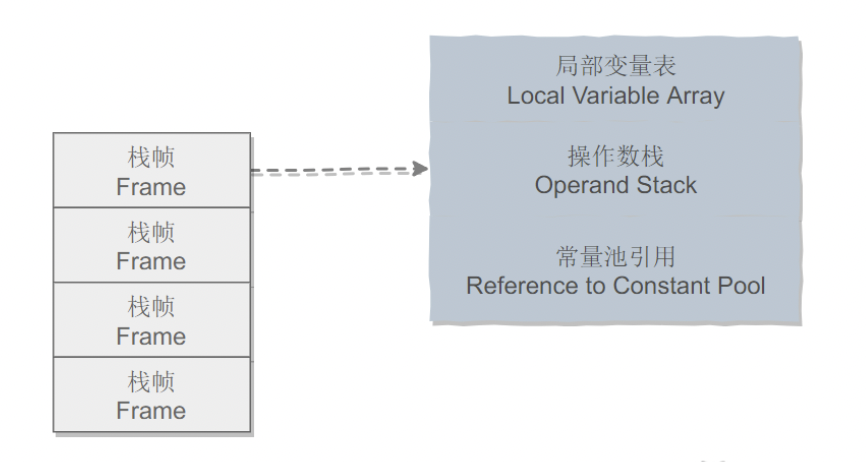 栈帧
Frame
栈帧
Frame
栈帧
Frame
栈帧
Frame
局部变量表
Local Variable Array
操作数栈
Operand Stack
常量池引用
Reference to Constant Pool